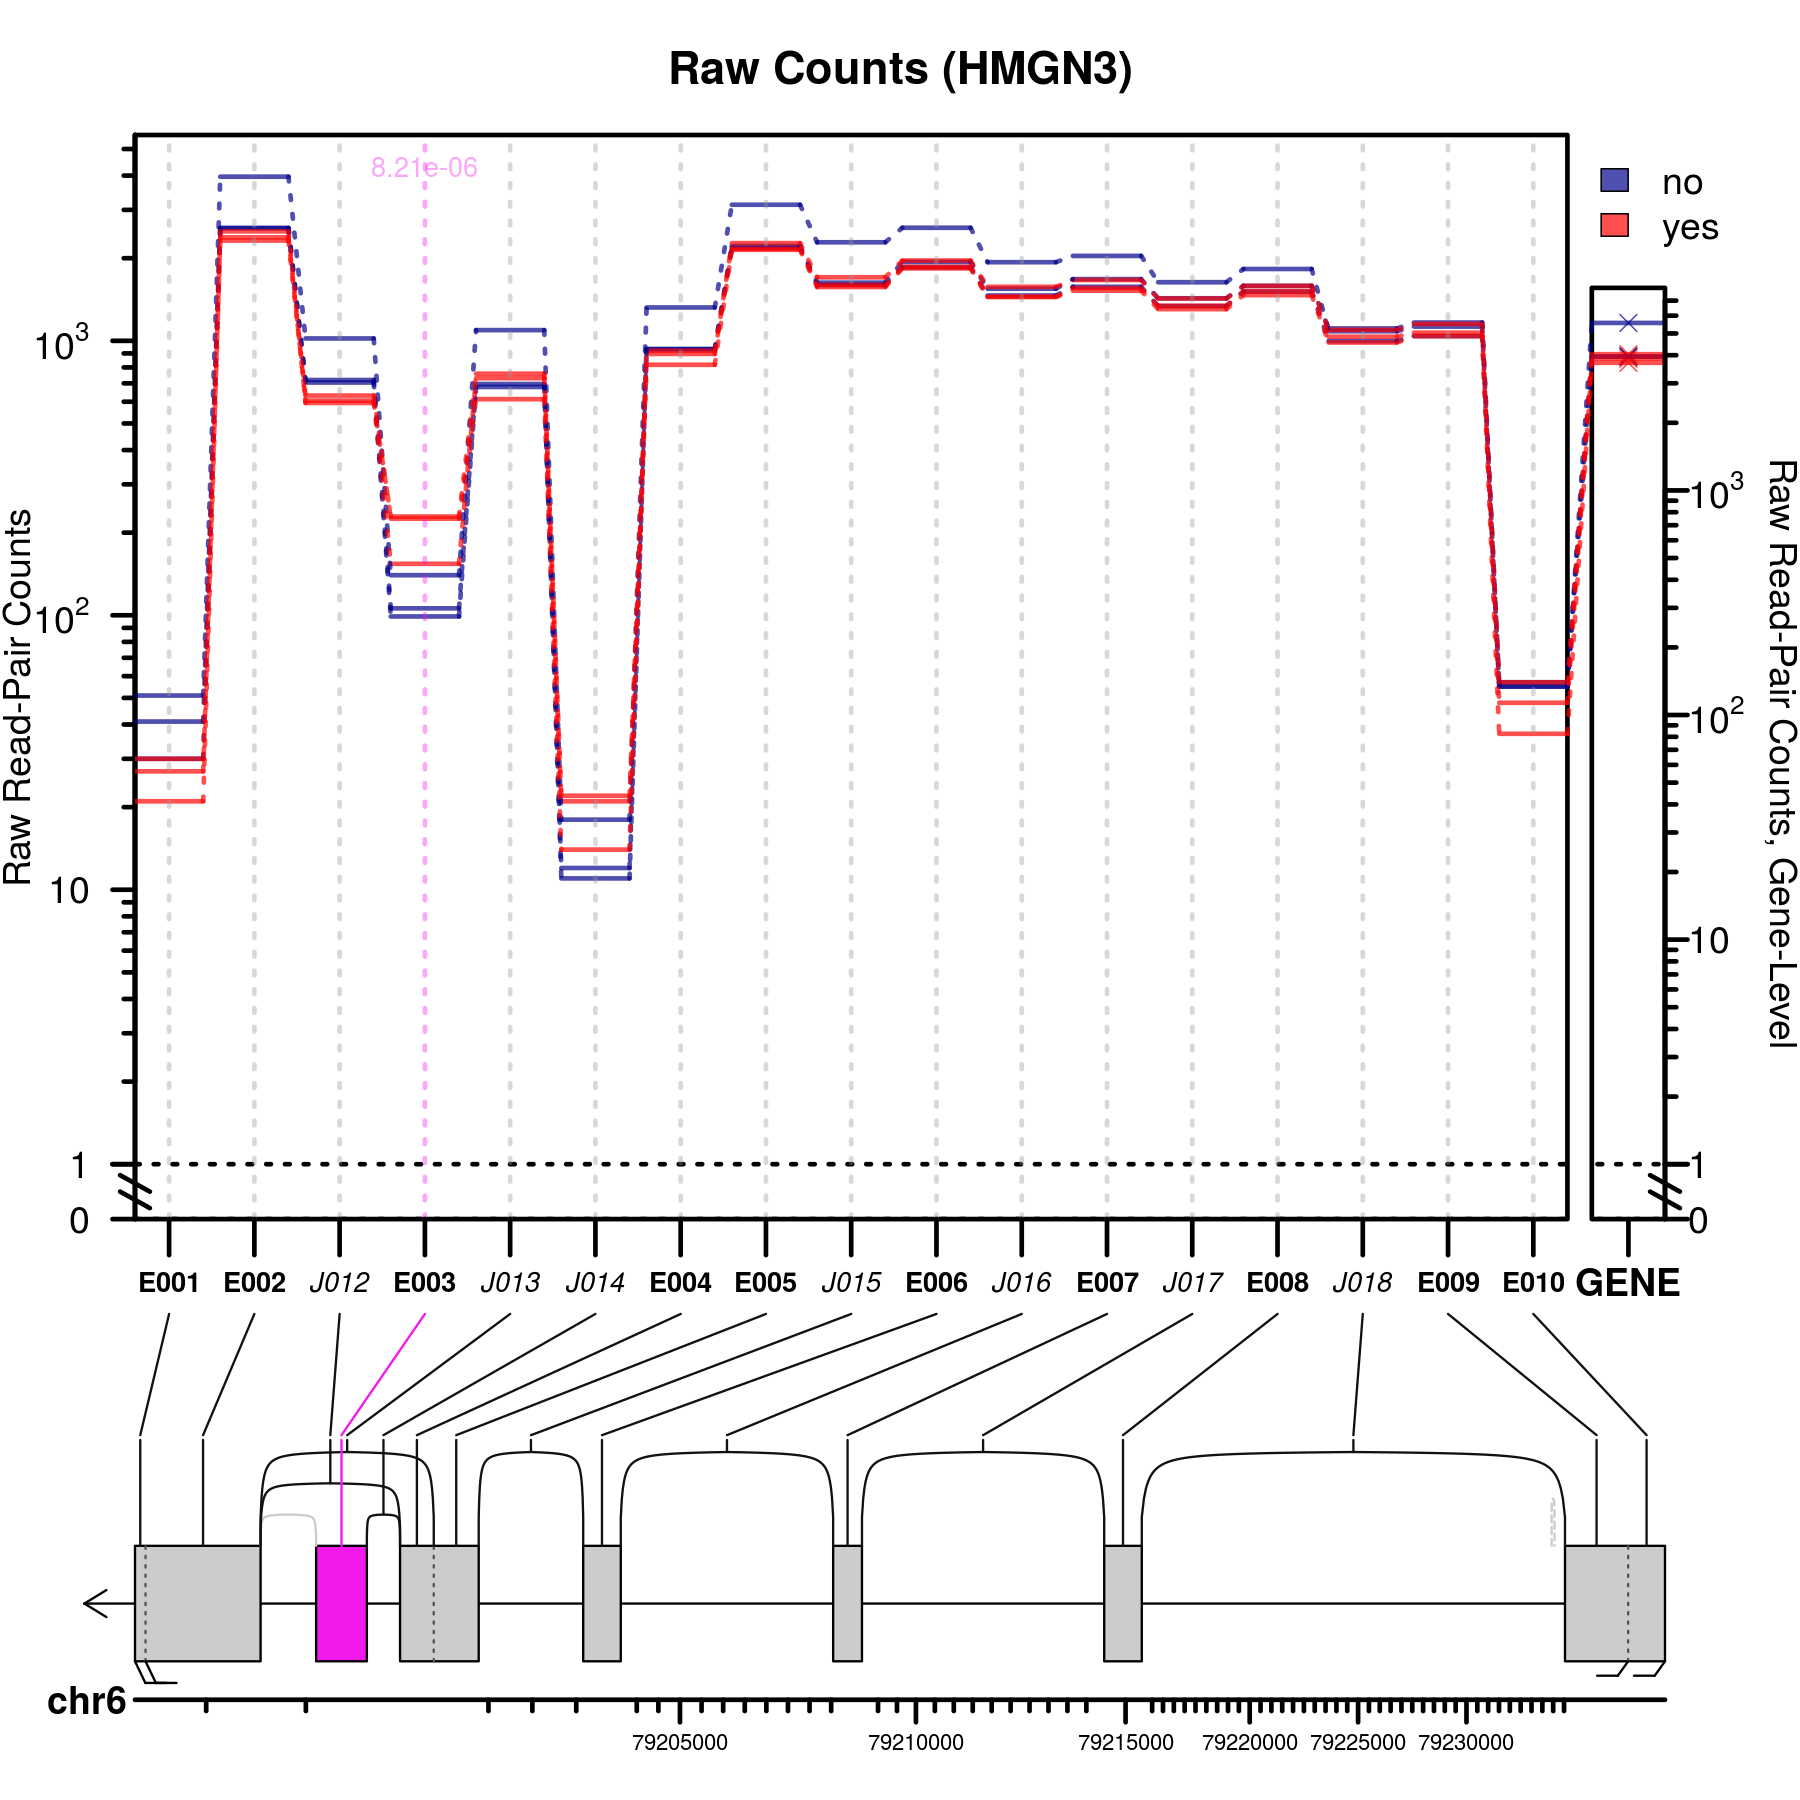 Raw Counts (HMGN3)
8.21e-06
no
yes
Raw Read-Pair Counts
10³
10²
10
1
0
Raw Read-Pair Counts, Gene-Level
10³
10²
10
1
0
E001 E002 J012 E003 J013 J014 E004 E005 J015 E006 J016 E007 J017 E008 J018 E009 E010 GENE
chr6
79205000 79210000 79215000 79220000 79225000 79230000